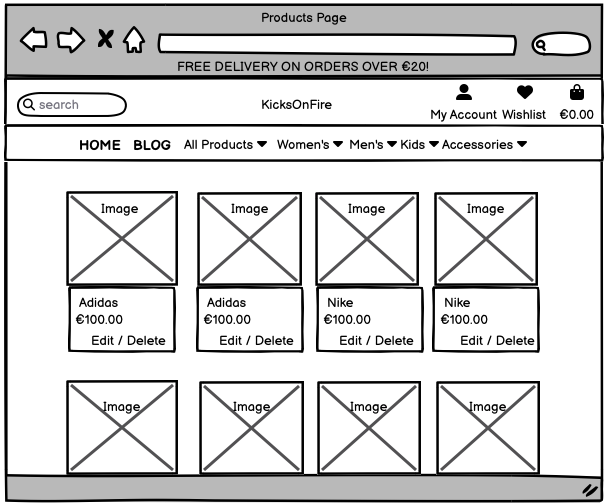 Products Page
FREE DELIVERY ON ORDERS OVER €20!
search
KicksOnFire
My Account Wishlist €0.00
HOME BLOG All Products Women's Men's Kids Accessories
Image Image Image Image
Adidas Adidas Nike Nike
€100.00 €100.00 €100.00 €100.00
Edit / Delete Edit / Delete Edit / Delete Edit / Delete
Image Image Image Image